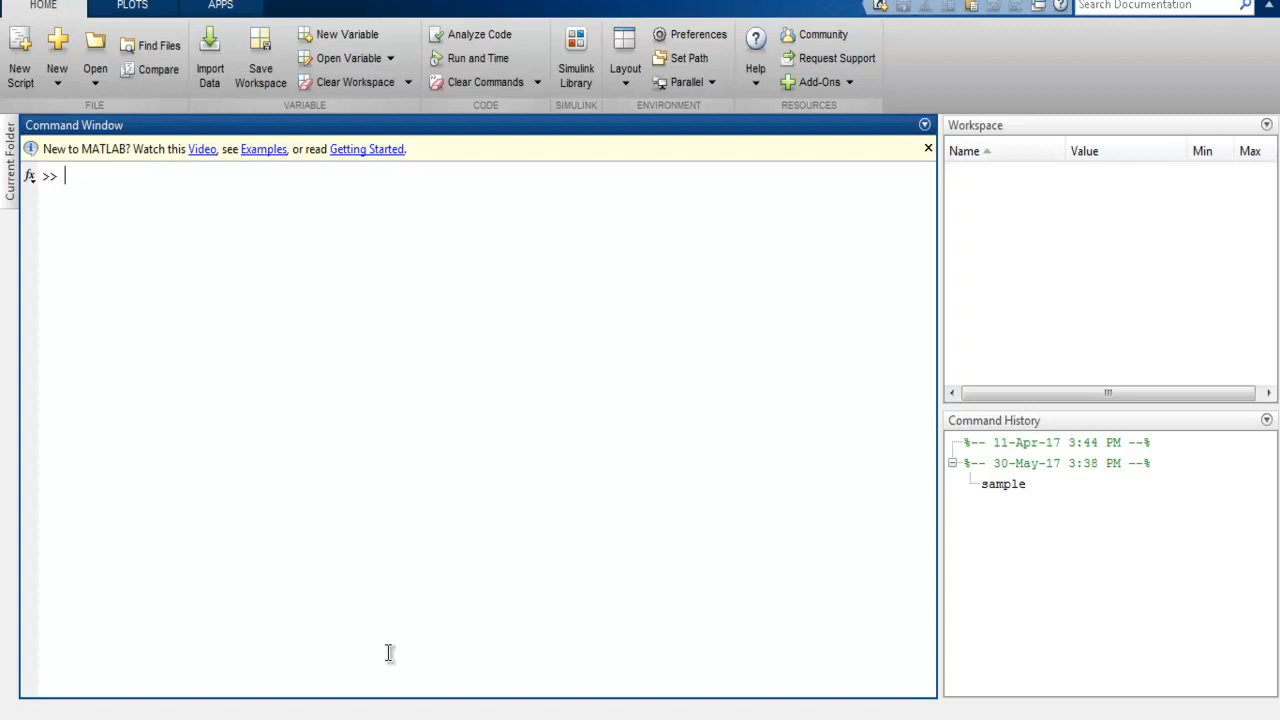 HOME PLOTS APPS
Search Documentation
New Script
New
Open
Find Files
Compare
FILE
Import Data
Save Workspace
New Variable
Open Variable
Clear Workspace
VARIABLE
Analyze Code
Run and Time
Clear Commands
CODE
Simulink Library
SIMULINK
Layout
Preferences
Set Path
Parallel
ENVIRONMENT
Help
Community
Request Support
Add-Ons
RESOURCES
Current Folder
Command Window
New to MATLAB? Watch this Video, see Examples, or read Getting Started.
fx >>
Workspace
Name Value Min Max
Command History
%-- 11-Apr-17 3:44 PM --%
%-- 30-May-17 3:38 PM --%
sample